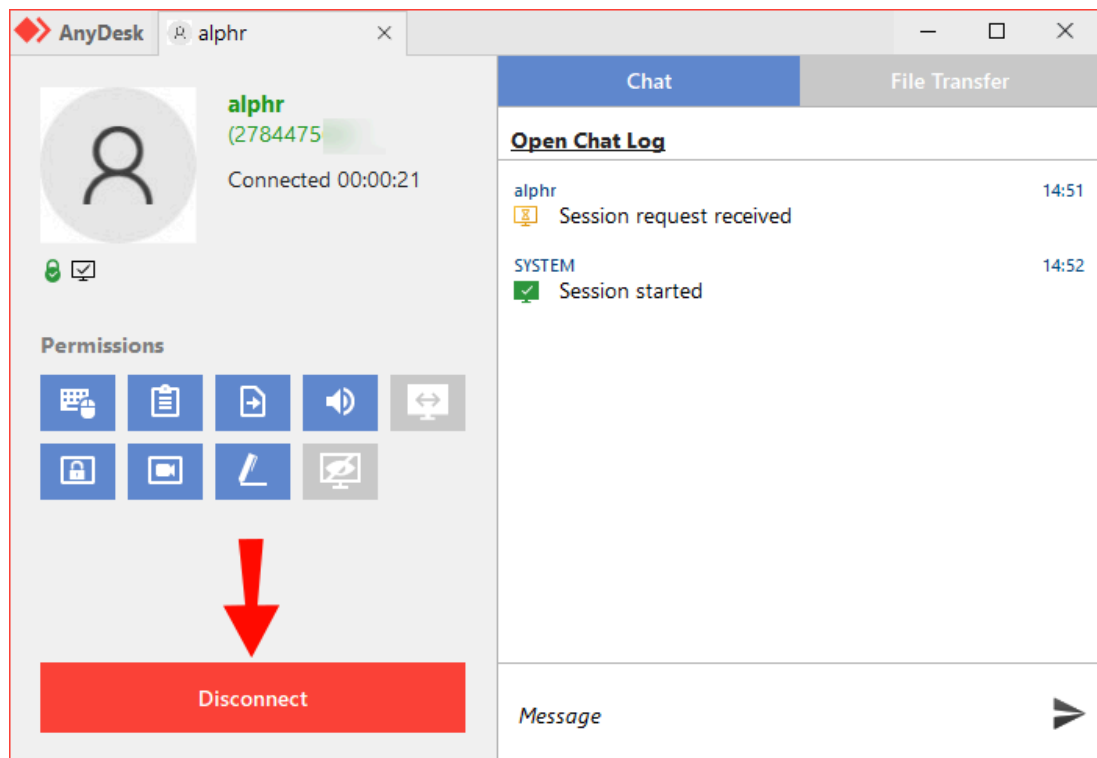 AnyDesk
alphr
alphr
(2784475
Connected 00:00:21
Permissions
Disconnect
Chat
File Transfer
Open Chat Log
alphr 14:51
Session request received
SYSTEM 14:52
Session started
Message